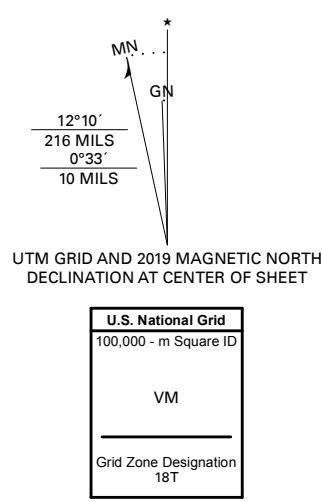 ★
MN
GN
12°10´
216 MILS
0°33´
10 MILS
UTM GRID AND 2019 MAGNETIC NORTH
DECLINATION AT CENTER OF SHEET
U.S. National Grid
100,000 - m Square ID
VM
Grid Zone Designation
18T